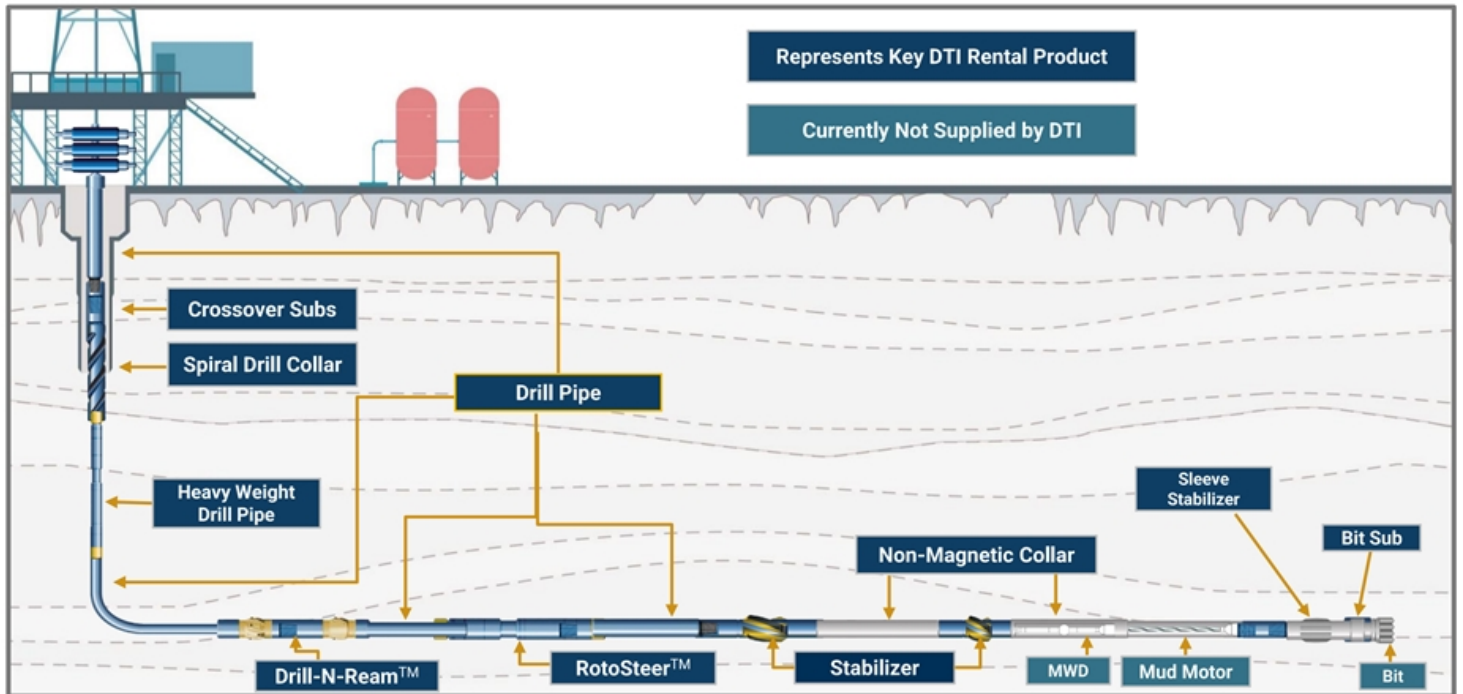 Represents Key DTI Rental Product
Currently Not Supplied by DTI
Crossover Subs
Spiral Drill Collar
Drill Pipe
Heavy Weight
Drill Pipe
Sleeve
Stabilizer
Bit Sub
Non-Magnetic Collar
Drill-N-Ream™
RotoSteer™
Stabilizer
MWD
Mud Motor
Bit